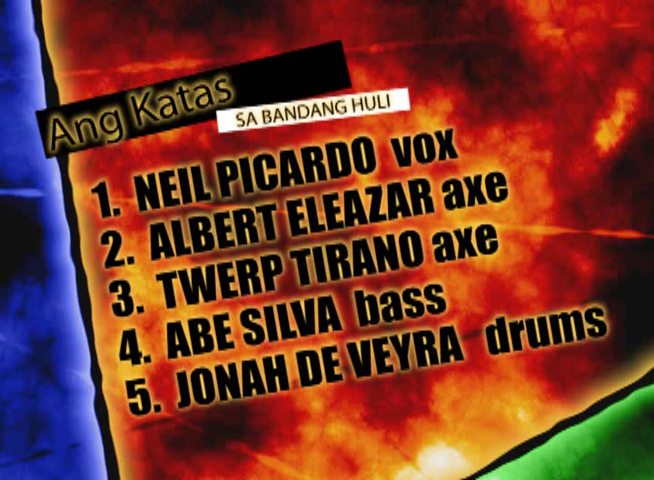 Ang Katas
SA BANDANG HULI
1. NEIL PICARDO vox
2. ALBERT ELEAZAR axe
3. TWERP TIRANO axe
4. ABE SILVA bass
5. JONAH DE VEYRA drums